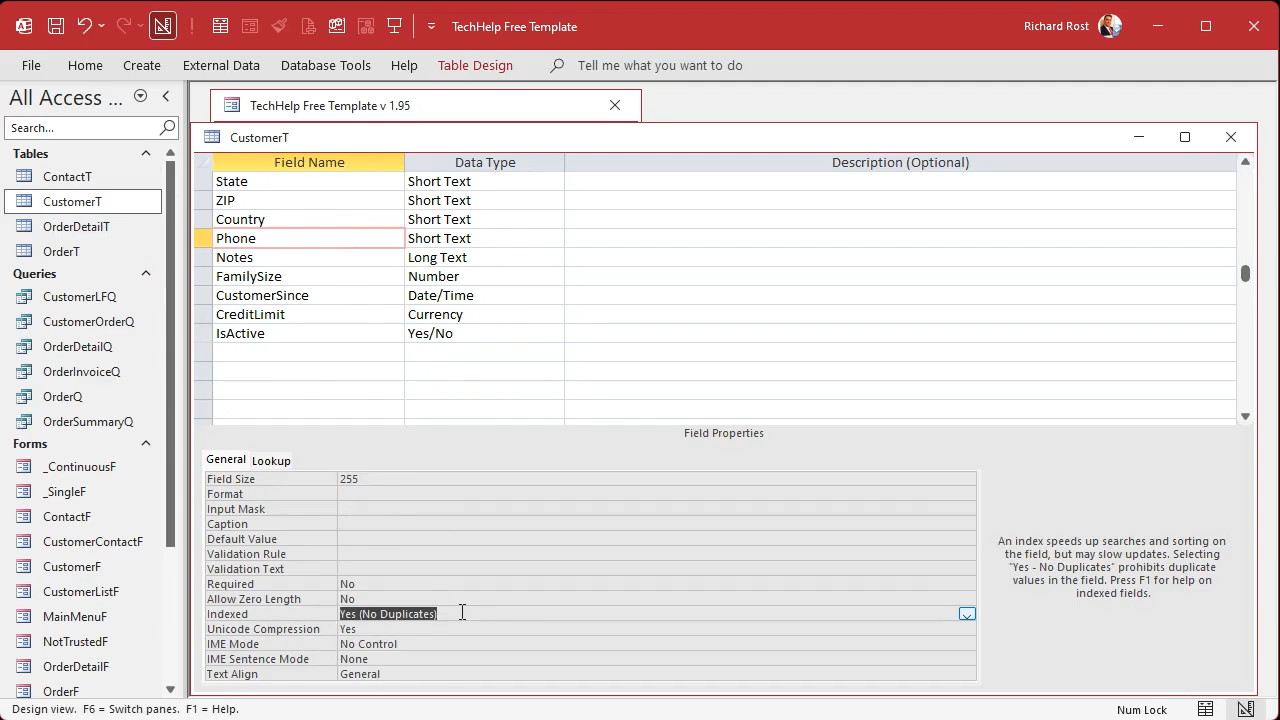 TechHelp Free Template
Richard Rost
File Home Create External Data Database Tools Help Table Design Tell me what you want to do
All Access ...
Search...
Tables
ContactT
CustomerT
OrderDetailT
OrderT
Queries
CustomerLFQ
CustomerOrderQ
OrderDetailQ
OrderInvoiceQ
OrderQ
OrderSummaryQ
Forms
_ContinuousF
_SingleF
ContactF
CustomerContactF
CustomerF
CustomerListF
MainMenuF
NotTrustedF
OrderDetailF
OrderF
TechHelp Free Template v 1.95
CustomerT
Field Name Data Type Description (Optional)
State Short Text
ZIP Short Text
Country Short Text
Phone Short Text
Notes Long Text
FamilySize Number
CustomerSince Date/Time
CreditLimit Currency
IsActive Yes/No
Field Properties
General Lookup
Field Size 255
Format
Input Mask
Caption
Default Value
Validation Rule
Validation Text
Required No
Allow Zero Length No
Indexed Yes (No Duplicates)
Unicode Compression Yes
IME Mode No Control
IME Sentence Mode None
Text Align General
An index speeds up searches and sorting on
the field, but may slow updates. Selecting
"Yes - No Duplicates" prohibits duplicate
values in the field. Press F1 for help on
indexed fields.
Design view. F6 = Switch panes. F1 = Help.
Num Lock